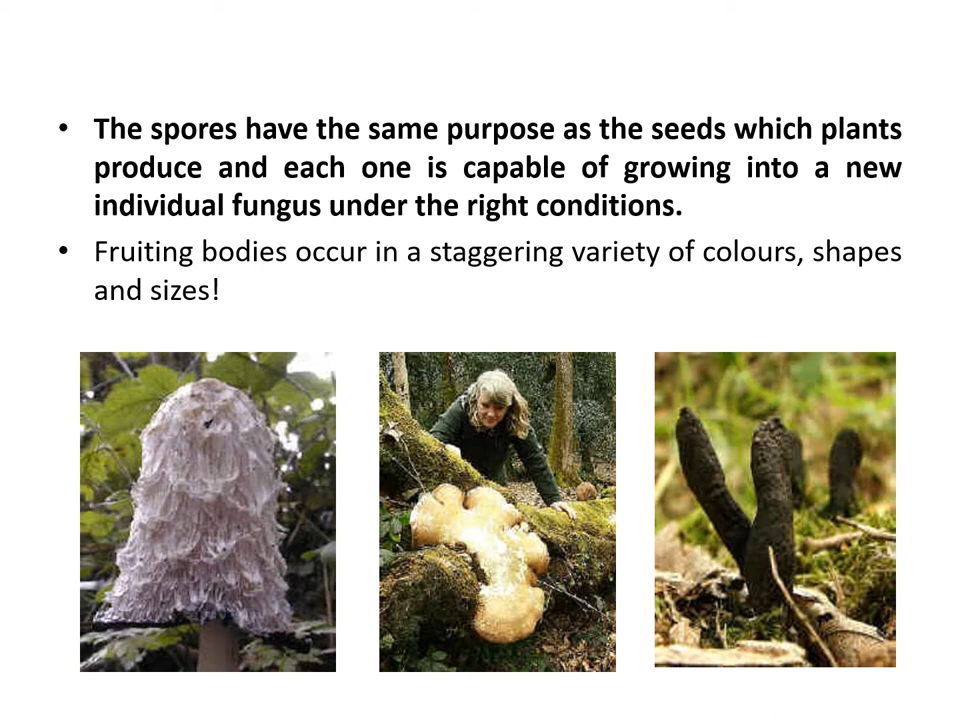 • The spores have the same purpose as the seeds which plants
produce and each one is capable of growing into a new
individual fungus under the right conditions.
• Fruiting bodies occur in a staggering variety of colours, shapes
and sizes!